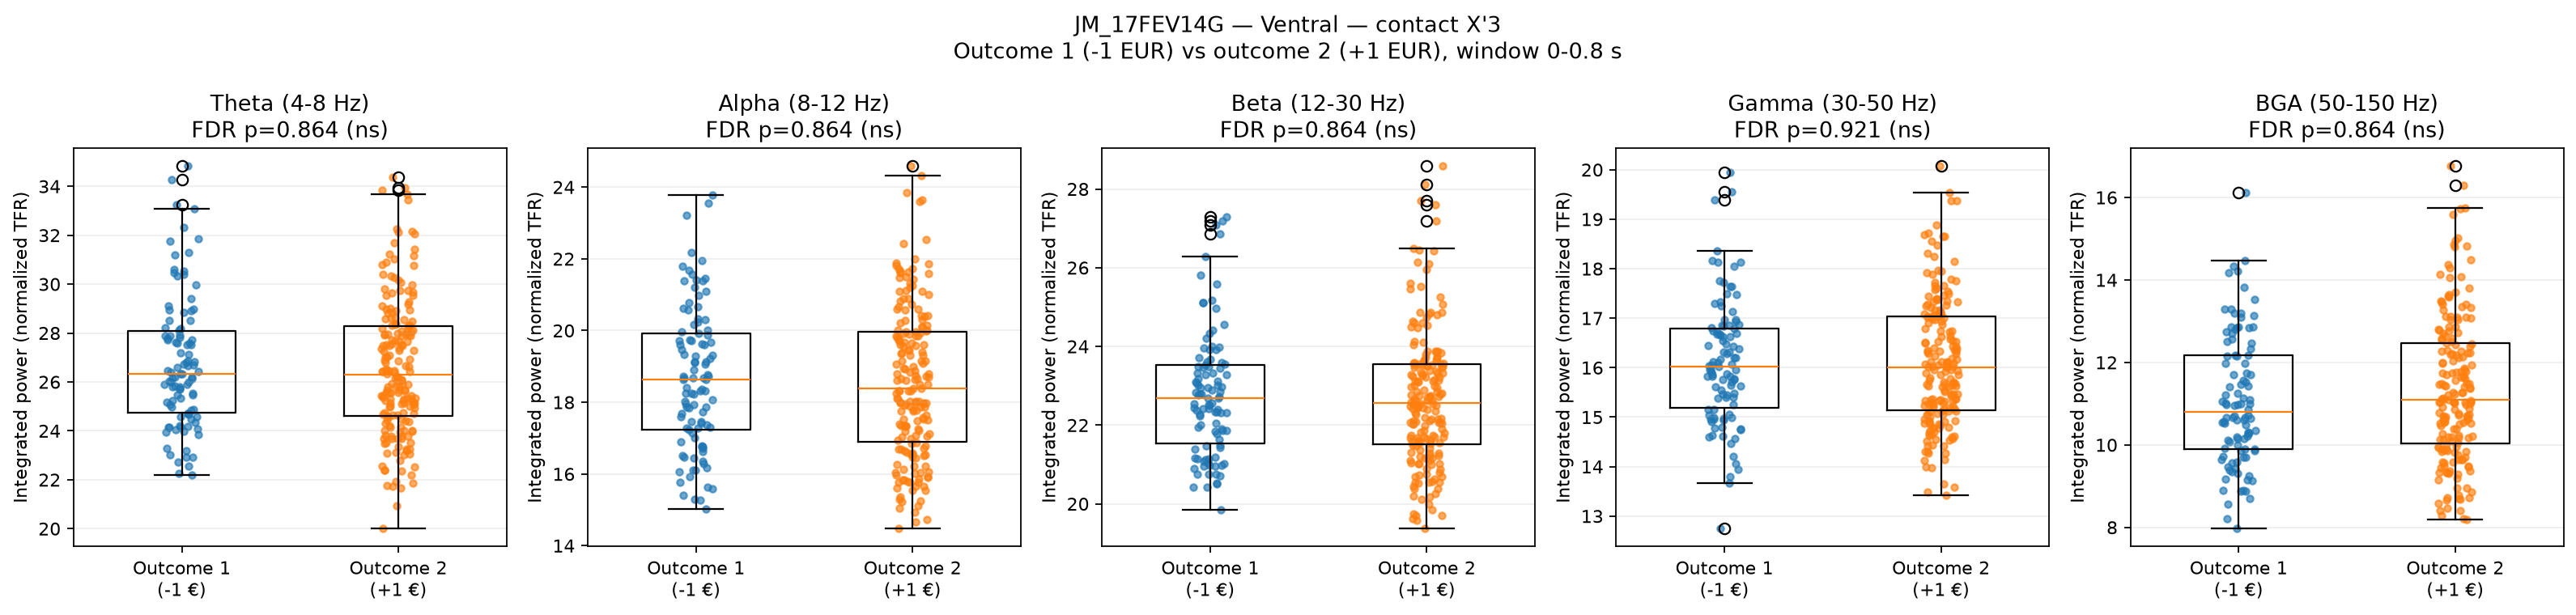 JM_17FEV14G — Ventral — contact X'3
Outcome 1 (-1 EUR) vs outcome 2 (+1 EUR), window 0-0.8 s
Theta (4-8 Hz)
FDR p=0.864 (ns)
Integrated power (normalized TFR)
34
32
30
28
26
24
22
20
Outcome 1
(-1 €)
Outcome 2
(+1 €)
Alpha (8-12 Hz)
FDR p=0.864 (ns)
Integrated power (normalized TFR)
24
22
20
18
16
14
Outcome 1
(-1 €)
Outcome 2
(+1 €)
Beta (12-30 Hz)
FDR p=0.864 (ns)
Integrated power (normalized TFR)
28
26
24
22
20
Outcome 1
(-1 €)
Outcome 2
(+1 €)
Gamma (30-50 Hz)
FDR p=0.921 (ns)
Integrated power (normalized TFR)
20
19
18
17
16
15
14
13
Outcome 1
(-1 €)
Outcome 2
(+1 €)
BGA (50-150 Hz)
FDR p=0.864 (ns)
Integrated power (normalized TFR)
16
14
12
10
8
Outcome 1
(-1 €)
Outcome 2
(+1 €)